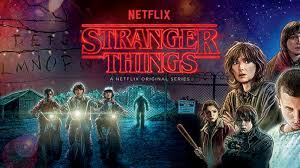 NETFLIX
STRANGER
THINGS
A NETFLIX ORIGINAL SERIES